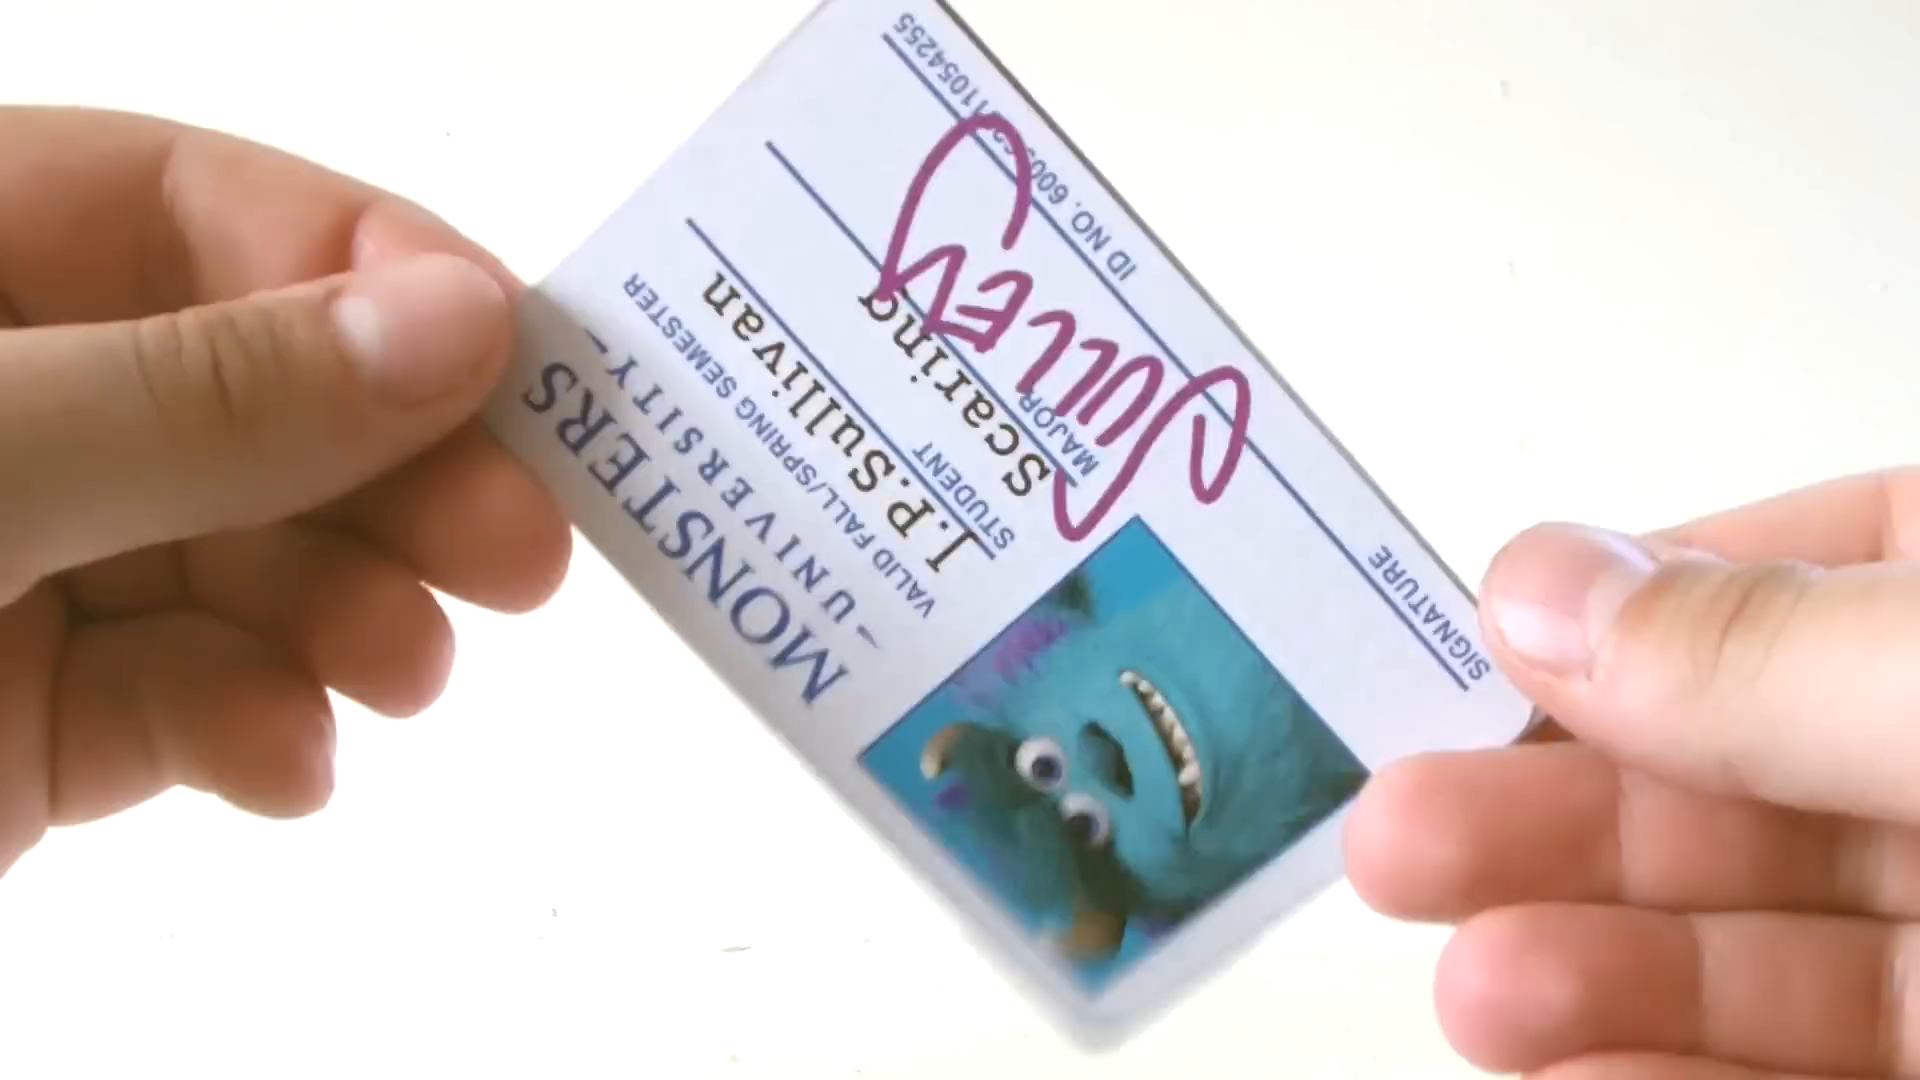 MONSTERS
— UNIVERSITY —
VALID FALL/SPRING SEMESTER
J.P.Sullivan
STUDENT
Scaring
MAJOR
SULLEY
ID NO.
SIGNATURE